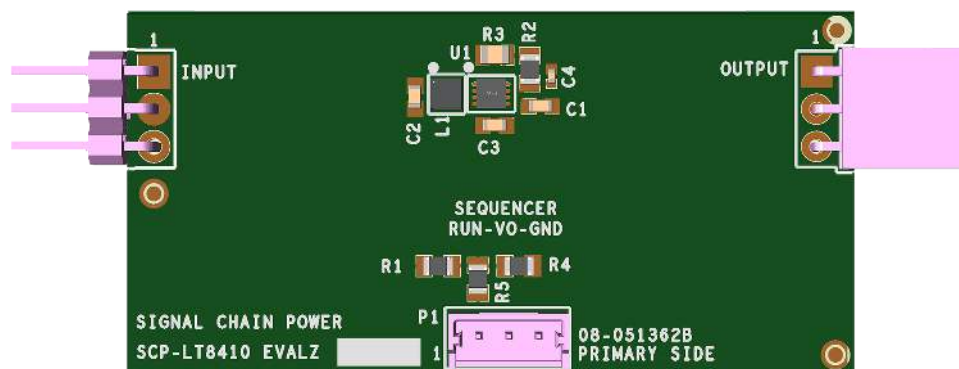 1
INPUT
U1
R3
R2
C4
C1
C2
L1
C3
1
OUTPUT
SEQUENCER
RUN-VO-GND
R1
R4
R5
P1
1
SIGNAL CHAIN POWER
SCP-LT8410 EVALZ
08-051362B
PRIMARY SIDE